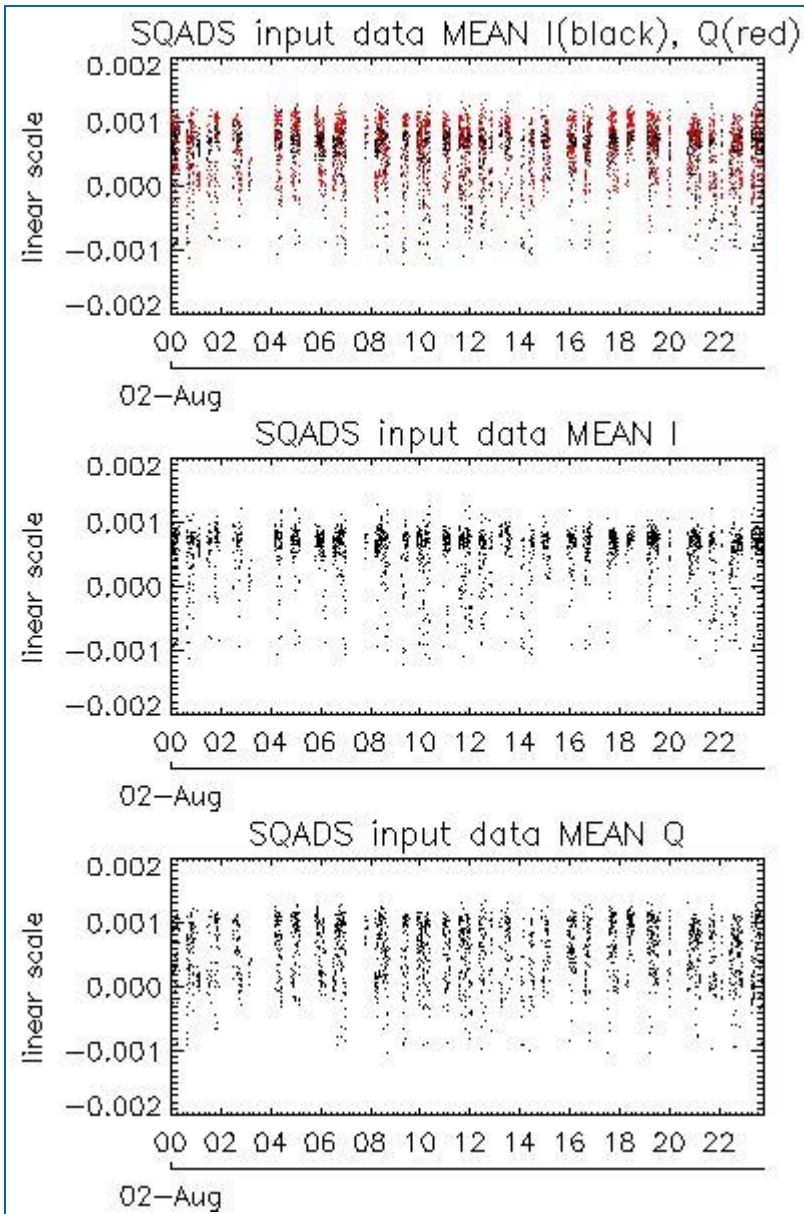 SQADS input data MEAN I(black), Q(red)
0.002
0.001
0.000
-0.001
-0.002
linear scale
00 02 04 06 08 10 12 14 16 18 20 22
02-Aug
SQADS input data MEAN I
0.002
0.001
0.000
-0.001
-0.002
linear scale
00 02 04 06 08 10 12 14 16 18 20 22
02-Aug
SQADS input data MEAN Q
0.002
0.001
0.000
-0.001
-0.002
linear scale
00 02 04 06 08 10 12 14 16 18 20 22
02-Aug